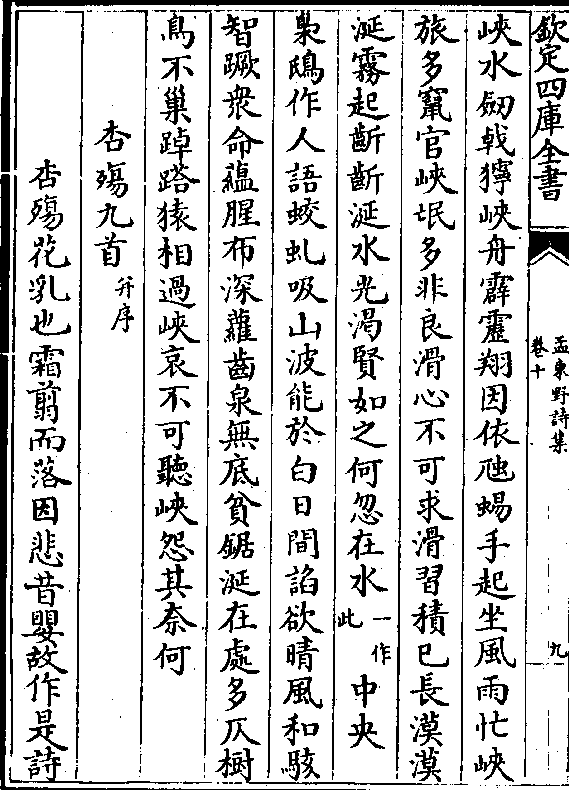 欽定四庫全書
孟東野詩集
卷十
九
峽水劒戟獰峽舟霹靂翔因依虺蜴手起坐風雨忙峽
旅多竄官峽氓多非良滑心不可求滑習積已長漠漠
涎霧起齗齗涎水光渴賢如之何忽在水一作此中央
梟鴟作人語蛟虬吸山波能於白日間諂欲晴風和駭
智蹶衆命蘊腥布深蘿齒泉無底貧鋸涎在處多仄樹
鳥不巢踔䠋猿相過峽哀不可聽峽怨其奈何
杏殤九首并序
杏殤花乳也霜翦而落因悲昔嬰故作是詩